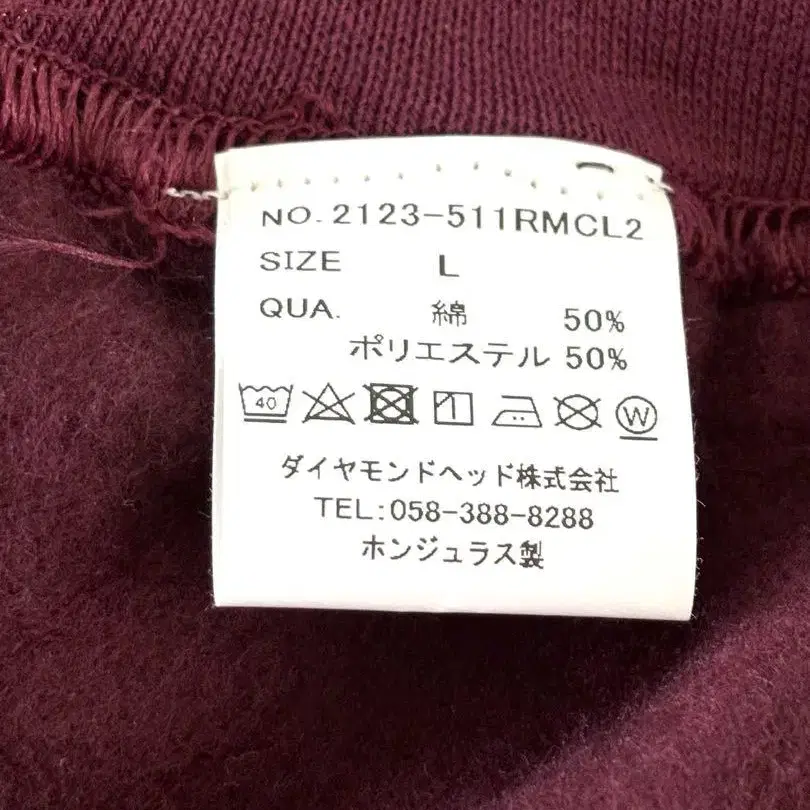 NO. 2123-511RMCL2
SIZE L
QUA. 綿 50%
ポリエステル 50%
40 W
ダイヤモンドヘッド株式会社
TEL:058-388-8288
ホンジュラス製